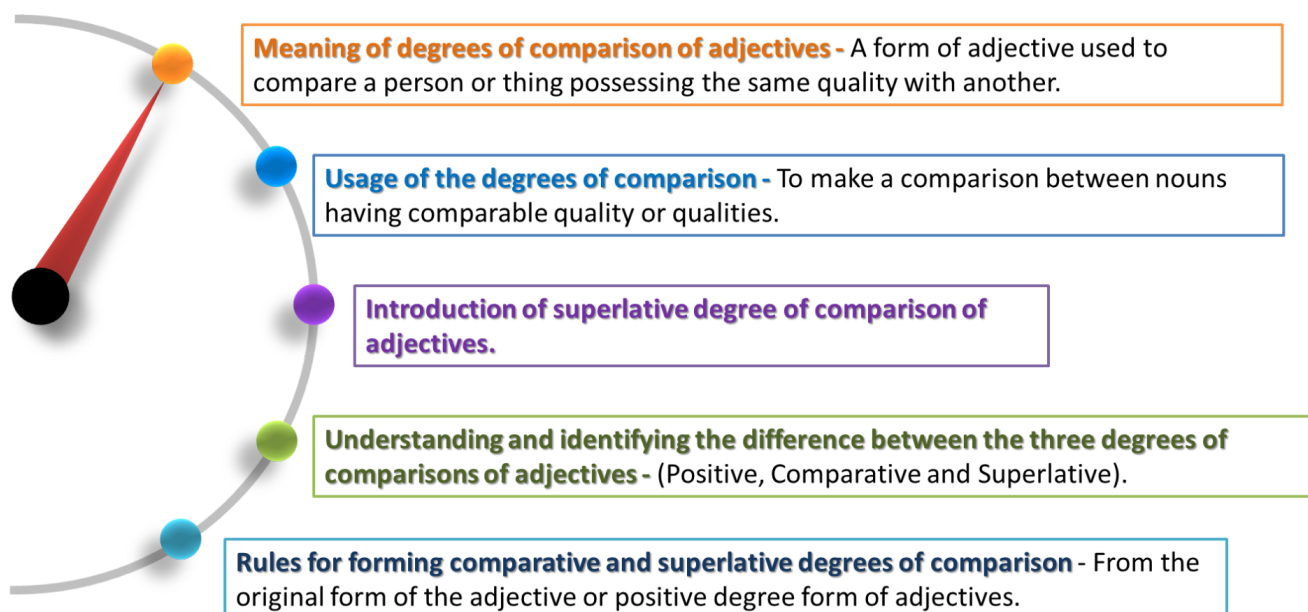 Meaning of degrees of comparison of adjectives - A form of adjective used to
compare a person or thing possessing the same quality with another.
Usage of the degrees of comparison - To make a comparison between nouns
having comparable quality or qualities.
Introduction of superlative degree of comparison of
adjectives.
Understanding and identifying the difference between the three degrees of
comparisons of adjectives - (Positive, Comparative and Superlative).
Rules for forming comparative and superlative degrees of comparison - From the
original form of the adjective or positive degree form of adjectives.